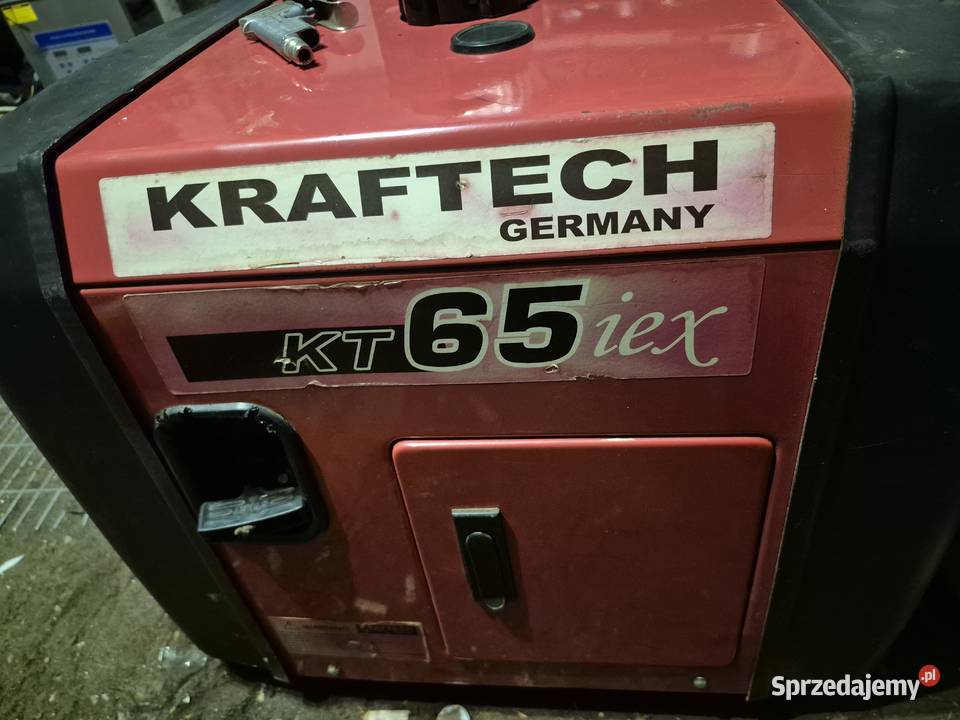 KRAFTECH
GERMANY
KT65iex
Sprzedajemy.pl